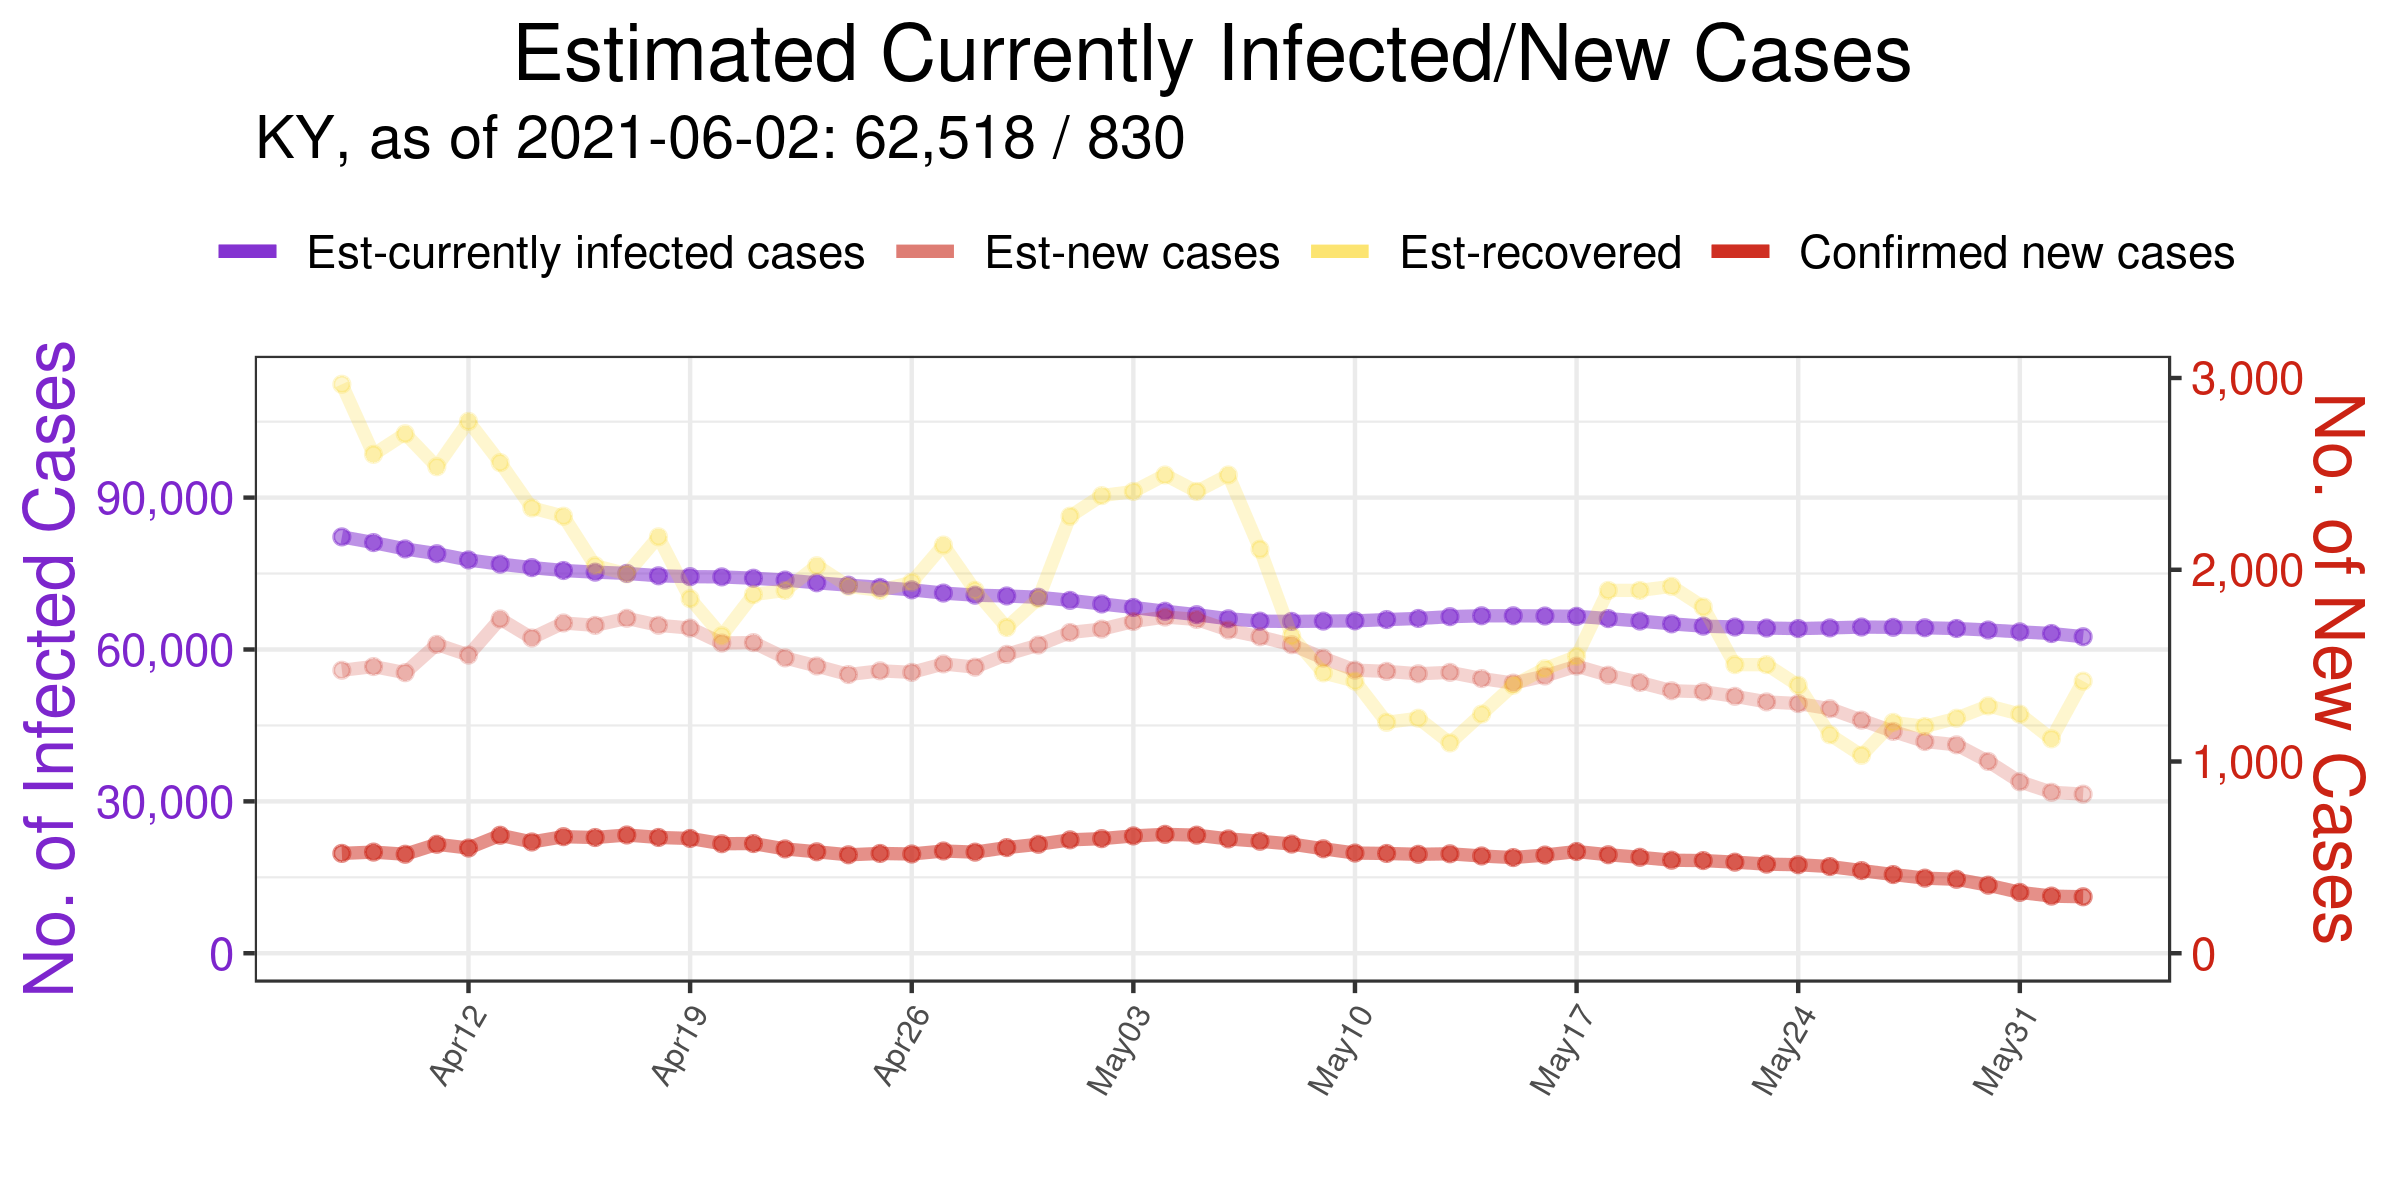 Estimated Currently Infected/New Cases
KY, as of 2021-06-02: 62,518 / 830
Est-currently infected cases
Est-new cases
Est-recovered
Confirmed new cases
No. of Infected Cases
90,000
60,000
30,000
0
3,000
2,000
1,000
0
No. of New Cases
Apr12
Apr19
Apr26
May03
May10
May17
May24
May31